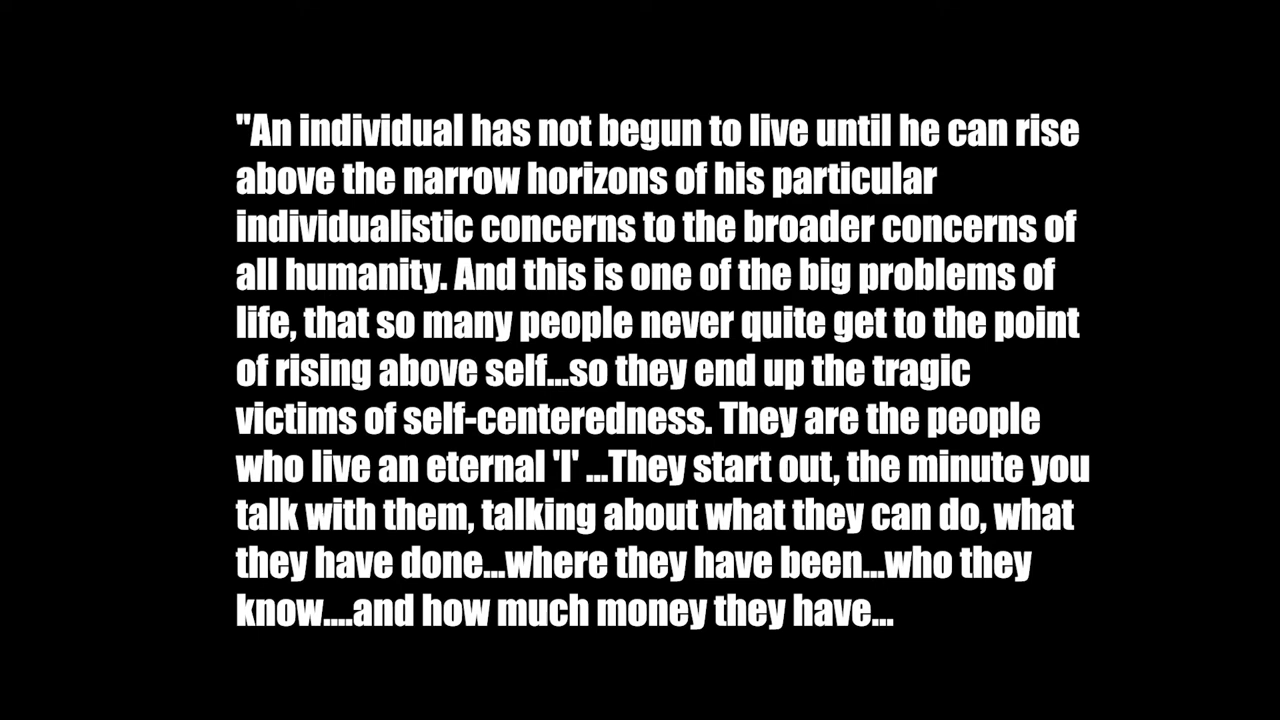 "An individual has not begun to live until he can rise
above the narrow horizons of his particular
individualistic concerns to the broader concerns of
all humanity. And this is one of the big problems of
life, that so many people never quite get to the point
of rising above self...so they end up the tragic
victims of self-centeredness. They are the people
who live an eternal 'I' ...They start out, the minute you
talk with them, talking about what they can do, what
they have done...where they have been...who they
know....and how much money they have...